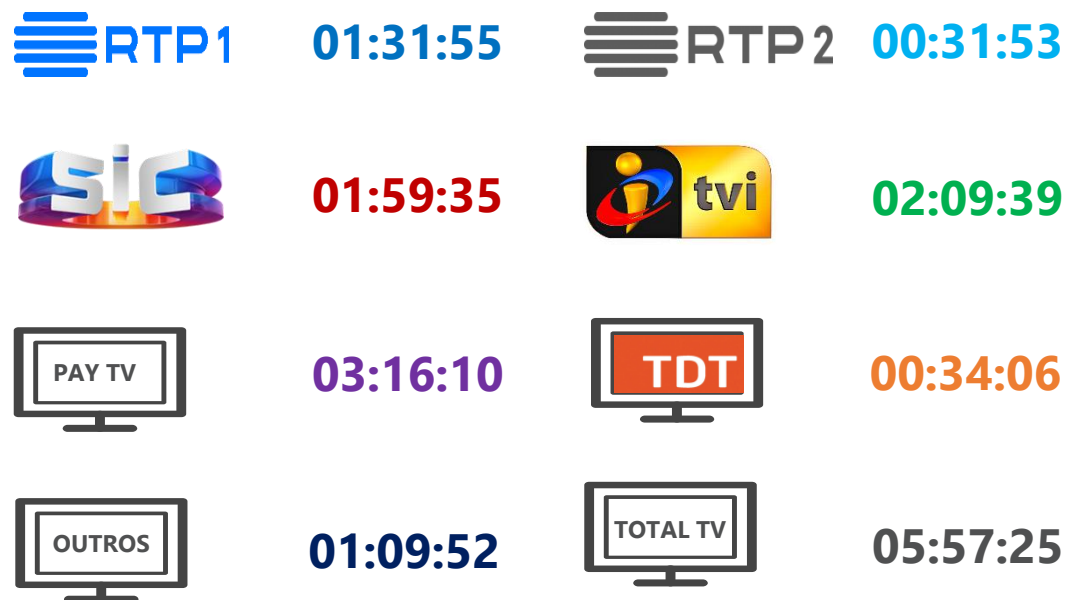 RTP1 01:31:55 RTP2 00:31:53
sic 01:59:35 tvi 02:09:39
PAY TV 03:16:10 TDT 00:34:06
OUTROS 01:09:52 TOTAL TV 05:57:25